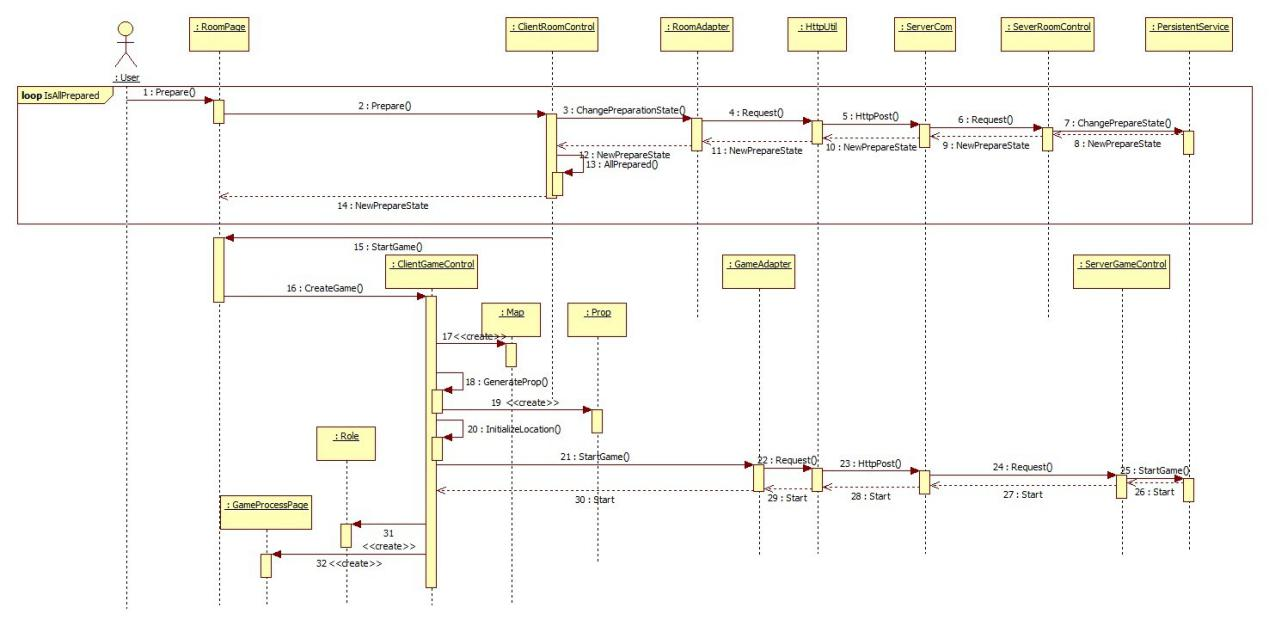 : RoomPage
: ClientRoomControl
: RoomAdapter
: HttpUtil
: ServerCom
: SeverRoomControl
: PersistentService
: User
loop IsAllPrepared
1 : Prepare()
2 : Prepare()
3 : ChangePreparationState()
4 : Request()
5 : HttpPost()
6 : Request()
7 : ChangePrepareState()
8 : NewPrepareState
9 : NewPrepareState
10 : NewPrepareState
11 : NewPrepareState
12 : NewPrepareState
13 : AllPrepared()
14 : NewPrepareState
15 : StartGame()
: ClientGameControl
: GameAdapter
: ServerGameControl
16 : CreateGame()
: Map
: Prop
17 <<create>>
18 : GenerateProp()
19 <<create>>
20 : InitializeLocation()
: Role
21 : StartGame()
22 : Request()
23 : HttpPost()
24 : Request()
25 : StartGame()
26 : Start
27 : Start
28 : Start
29 : Start
30 : Start
: GameProcessPage
31
<<create>>
32 <<create>>